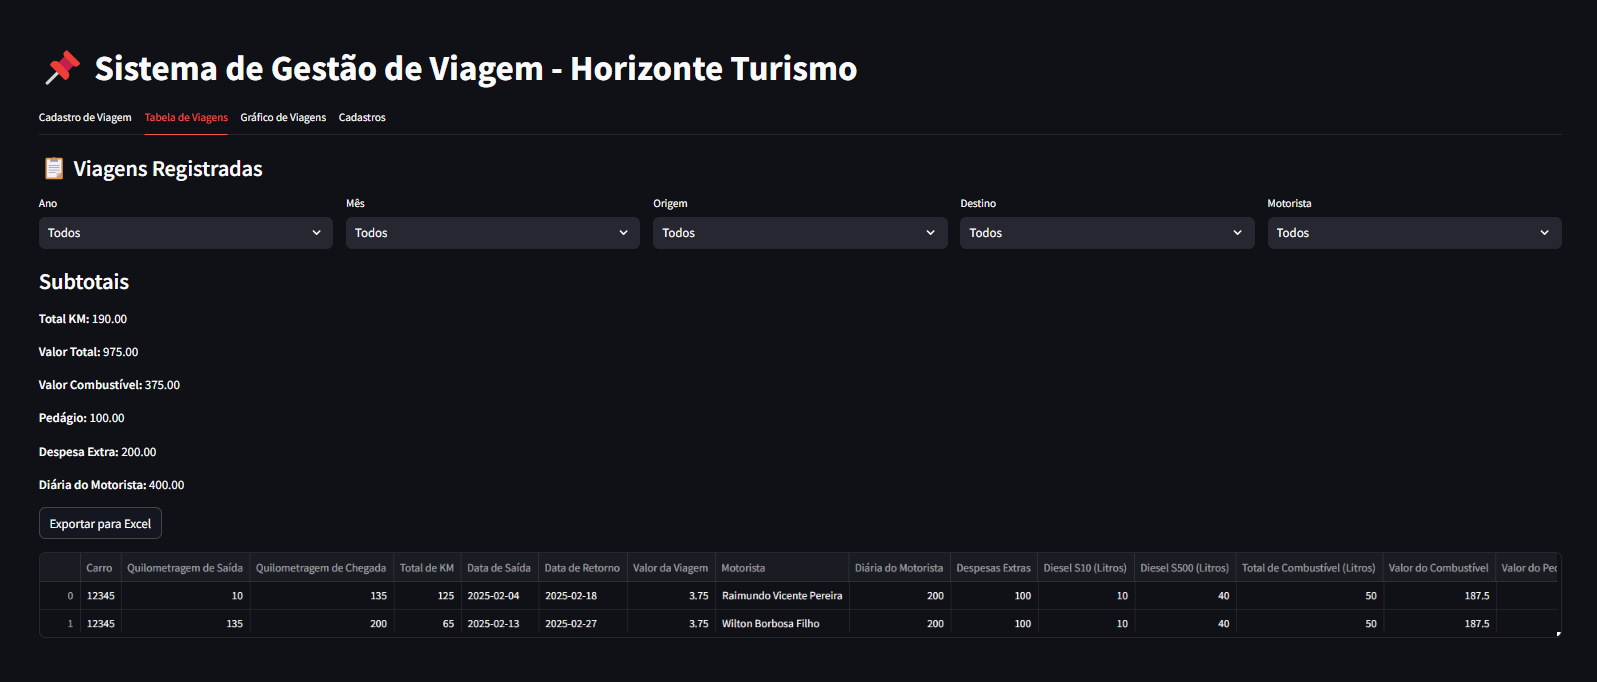 Sistema de Gestão de Viagem - Horizonte Turismo
Cadastro de Viagem Tabela de Viagens Gráfico de Viagens Cadastros
Viagens Registradas
Ano Mês Origem Destino Motorista
Todos Todos Todos Todos Todos
Subtotais
Total KM: 190.00
Valor Total: 975.00
Valor Combustível: 375.00
Pedágio: 100.00
Despesa Extra: 200.00
Diária do Motorista: 400.00
Exportar para Excel
Carro Quilometragem de Saída Quilometragem de Chegada Total de KM Data de Saída Data de Retorno Valor da Viagem Motorista Diária do Motorista Despesas Extras Diesel S10 (Litros) Diesel S500 (Litros) Total de Combustível (Litros) Valor do Combustível Valor do Pec
0 12345 10 135 125 2025-02-04 2025-02-18 3.75 Raimundo Vicente Pereira 200 100 10 40 50 187.5
1 12345 135 200 65 2025-02-13 2025-02-27 3.75 Wilton Borbosa Filho 200 100 10 40 50 187.5